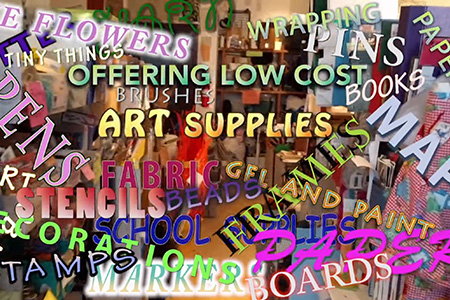 E FLOWERS
WRAPPING
PINS
TINY THINGS
OFFERING LOW COST
BOOKS
BRUSHES
ART SUPPLIES
PENS
FRAMES
FABRIC
BEADS
GEL AND PAINT
STENCILS
SCHOOL SUPPLIES
PAPER
STAMPS
MARKER
BOARDS